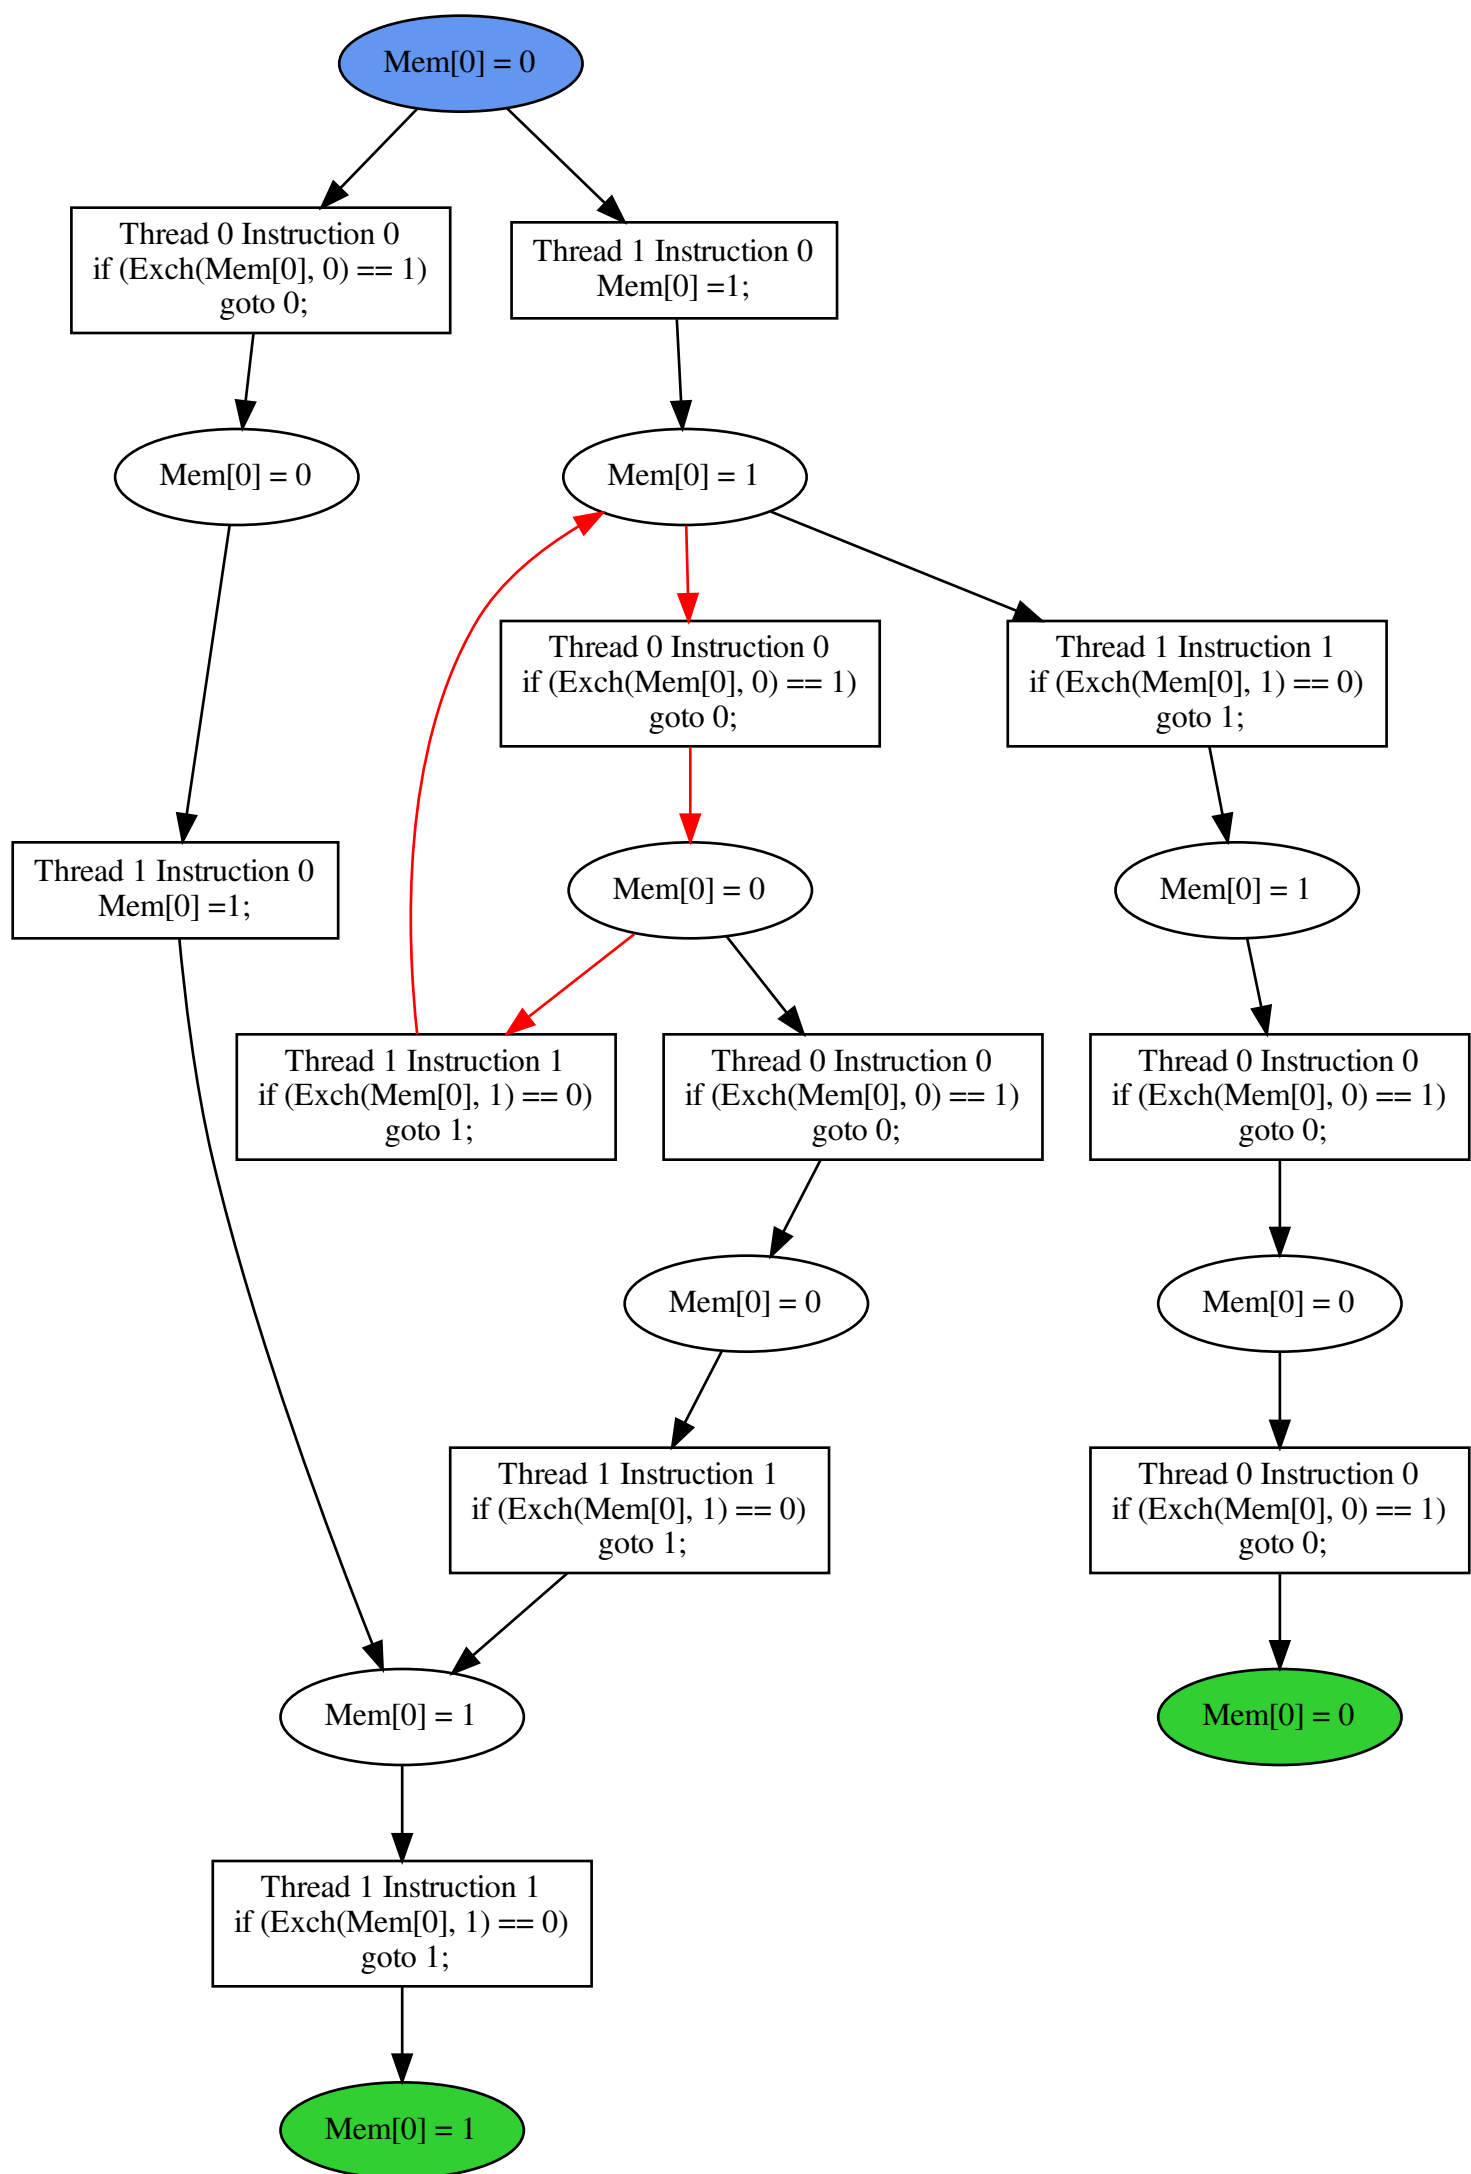 Mem[0] = 0
Thread 0 Instruction 0
if (Exch(Mem[0], 0) == 1)
goto 0;
Thread 1 Instruction 0
Mem[0] =1;
Mem[0] = 0
Mem[0] = 1
Thread 0 Instruction 0
if (Exch(Mem[0], 0) == 1)
goto 0;
Thread 1 Instruction 1
if (Exch(Mem[0], 1) == 0)
goto 1;
Thread 1 Instruction 0
Mem[0] =1;
Mem[0] = 0
Mem[0] = 1
Thread 1 Instruction 1
if (Exch(Mem[0], 1) == 0)
goto 1;
Thread 0 Instruction 0
if (Exch(Mem[0], 0) == 1)
goto 0;
Thread 0 Instruction 0
if (Exch(Mem[0], 0) == 1)
goto 0;
Mem[0] = 0
Mem[0] = 0
Thread 1 Instruction 1
if (Exch(Mem[0], 1) == 0)
goto 1;
Thread 0 Instruction 0
if (Exch(Mem[0], 0) == 1)
goto 0;
Mem[0] = 1
Mem[0] = 0
Thread 1 Instruction 1
if (Exch(Mem[0], 1) == 0)
goto 1;
Mem[0] = 1